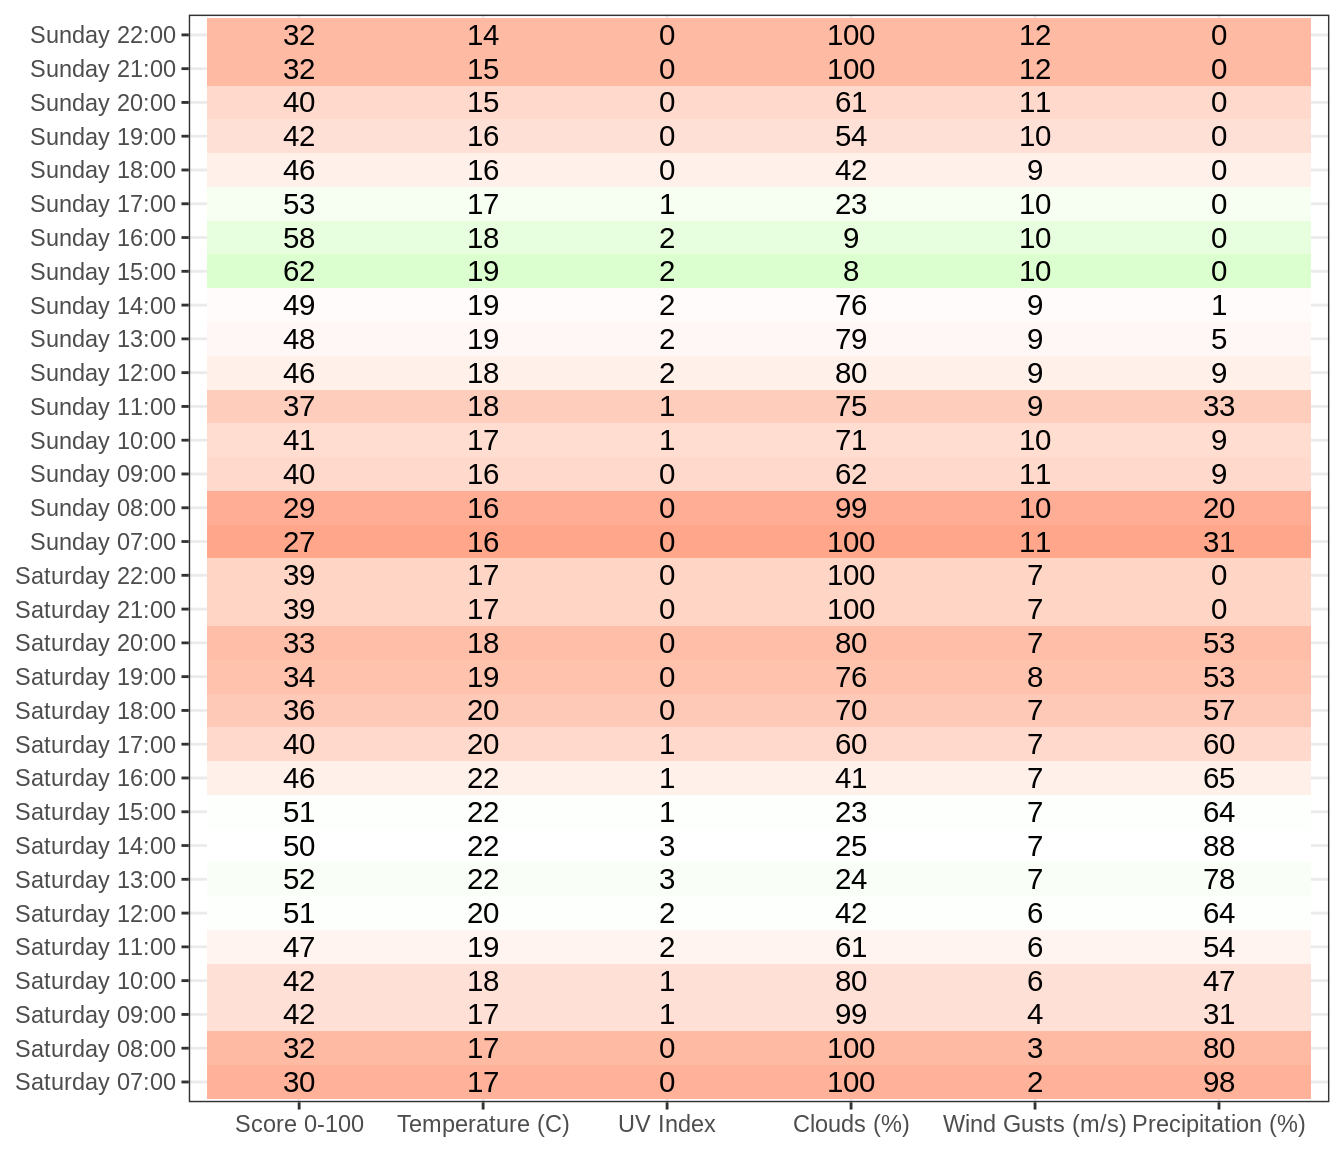 Sunday 22:00 32 14 0 100 12 0
Sunday 21:00 32 15 0 100 12 0
Sunday 20:00 40 15 0 61 11 0
Sunday 19:00 42 16 0 54 10 0
Sunday 18:00 46 16 0 42 9 0
Sunday 17:00 53 17 1 23 10 0
Sunday 16:00 58 18 2 9 10 0
Sunday 15:00 62 19 2 8 10 0
Sunday 14:00 49 19 2 76 9 1
Sunday 13:00 48 19 2 79 9 5
Sunday 12:00 46 18 2 80 9 9
Sunday 11:00 37 18 1 75 9 33
Sunday 10:00 41 17 1 71 10 9
Sunday 09:00 40 16 0 62 11 9
Sunday 08:00 29 16 0 99 10 20
Sunday 07:00 27 16 0 100 11 31
Saturday 22:00 39 17 0 100 7 0
Saturday 21:00 39 17 0 100 7 0
Saturday 20:00 33 18 0 80 7 53
Saturday 19:00 34 19 0 76 8 53
Saturday 18:00 36 20 0 70 7 57
Saturday 17:00 40 20 1 60 7 60
Saturday 16:00 46 22 1 41 7 65
Saturday 15:00 51 22 1 23 7 64
Saturday 14:00 50 22 3 25 7 88
Saturday 13:00 52 22 3 24 7 78
Saturday 12:00 51 20 2 42 6 64
Saturday 11:00 47 19 2 61 6 54
Saturday 10:00 42 18 1 80 6 47
Saturday 09:00 42 17 1 99 4 31
Saturday 08:00 32 17 0 100 3 80
Saturday 07:00 30 17 0 100 2 98
Score 0-100 Temperature (C) UV Index Clouds (%) Wind Gusts (m/s) Precipitation (%)